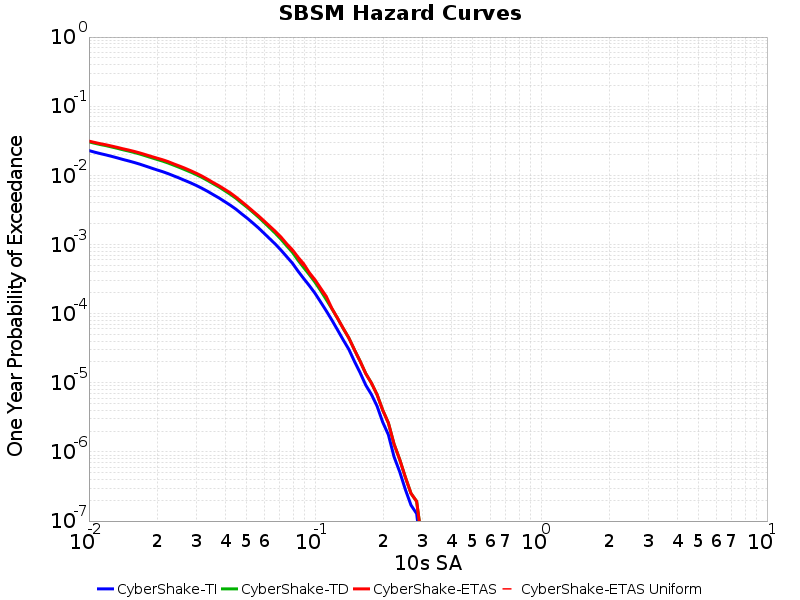 SBSM Hazard Curves
One Year Probability of Exceedance
10^0
10^-1
10^-2
10^-3
10^-4
10^-5
10^-6
10^-7
10^-2 2 3 4 5 6 10^-1 2 3 4 5 6 7 10^0 2 3 4 5 6 7 10^1
10s SA
CyberShake-TI CyberShake-TD CyberShake-ETAS CyberShake-ETAS Uniform